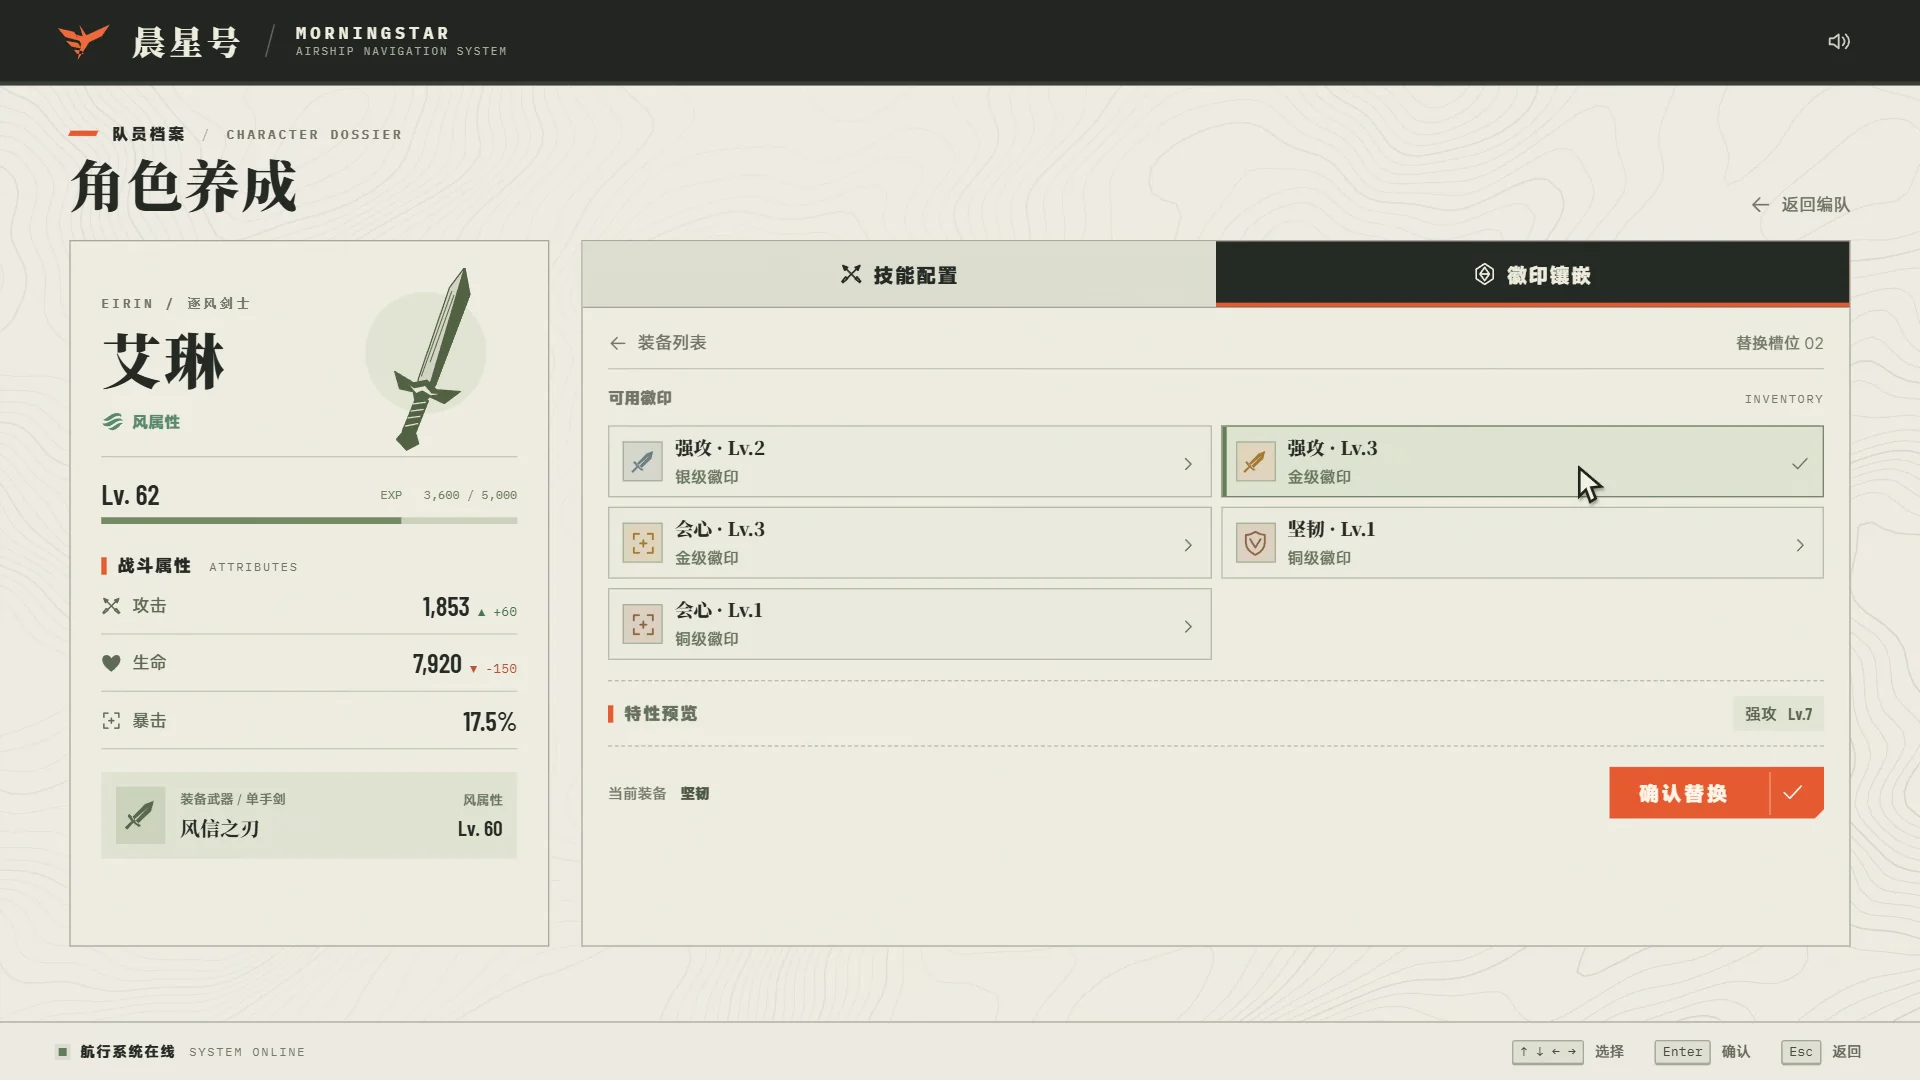 晨星号 / MORNINGSTAR
AIRSHIP NAVIGATION SYSTEM
队员档案 / CHARACTER DOSSIER
角色养成
← 返回编队
EIRIN / 逐风剑士
艾琳
风属性
Lv. 62 EXP 3,600 / 5,000
战斗属性 ATTRIBUTES
攻击 1,853 ▲ +60
生命 7,920 ▼ -150
暴击 17.5%
装备武器 / 单手剑 风属性
风信之刃 Lv. 60
技能配置 徽印镶嵌
← 装备列表 替换槽位 02
可用徽印 INVENTORY
强攻 · Lv.2
银级徽印
强攻 · Lv.3
金级徽印
会心 · Lv.3
金级徽印
坚韧 · Lv.1
铜级徽印
会心 · Lv.1
铜级徽印
特性预览 强攻 Lv.7
当前装备 坚韧 确认替换
航行系统在线 SYSTEM ONLINE
↑ ↓ ← → 选择 Enter 确认 Esc 返回